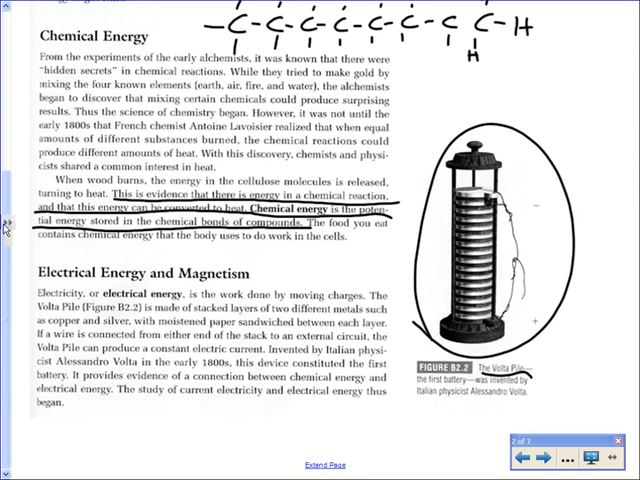 C-C-C-C-C-C-C-H
H
Chemical Energy
From the experiments of the early alchemists, it was known that there were
"hidden secrets" in chemical reactions. While they tried to make gold by
mixing the four known elements (earth, air, fire, and water), the alchemists
began to discover that mixing certain chemicals could produce surprising
results. Thus the science of chemistry began. However, it was not until the
early 1800s that French chemist Antoine Lavoisier realized that when equal
amounts of different substances burned, the chemical reactions could
produce different amounts of heat. With this discovery, chemists and physi-
cists shared a common interest in heat.
When wood burns, the energy in the cellulose molecules is released,
turning to heat. This is evidence that there is energy in a chemical reaction,
and that this energy can be converted to heat. Chemical energy is the poten-
tial energy stored in the chemical bonds of compounds. The food you eat
contains chemical energy that the body uses to do work in the cells.
Electrical Energy and Magnetism
Electricity, or electrical energy, is the work done by moving charges. The
Volta Pile (Figure B2.2) is made of stacked layers of two different metals such
as copper and silver, with moistened paper sandwiched between each layer.
If a wire is connected from either end of the stack to an external circuit, the
Volta Pile can produce a constant electric current. Invented by Italian physi-
cist Alessandro Volta in the early 1800s, this device constituted the first
battery. It provides evidence of a connection between chemical energy and
electrical energy. The study of current electricity and electrical energy thus
began.
−
+
FIGURE B2.2 The Volta Pile—
the first battery—was invented by
Italian physicist Alessandro Volta.
2 of 7
...
Extend Page